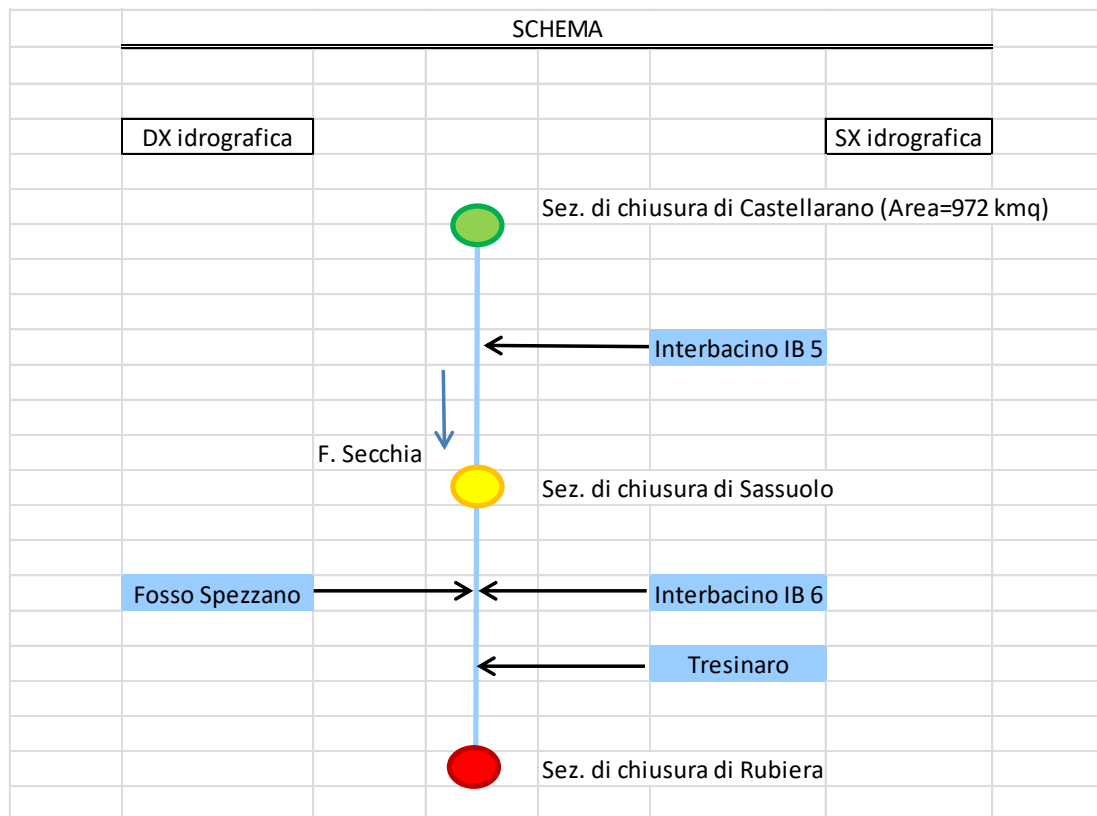 SCHEMA
DX idrografica
SX idrografica
Sez. di chiusura di Castellarano (Area=972 kmq)
Interbacino IB 5
F. Secchia
Sez. di chiusura di Sassuolo
Fosso Spezzano
Interbacino IB 6
Tresinaro
Sez. di chiusura di Rubiera